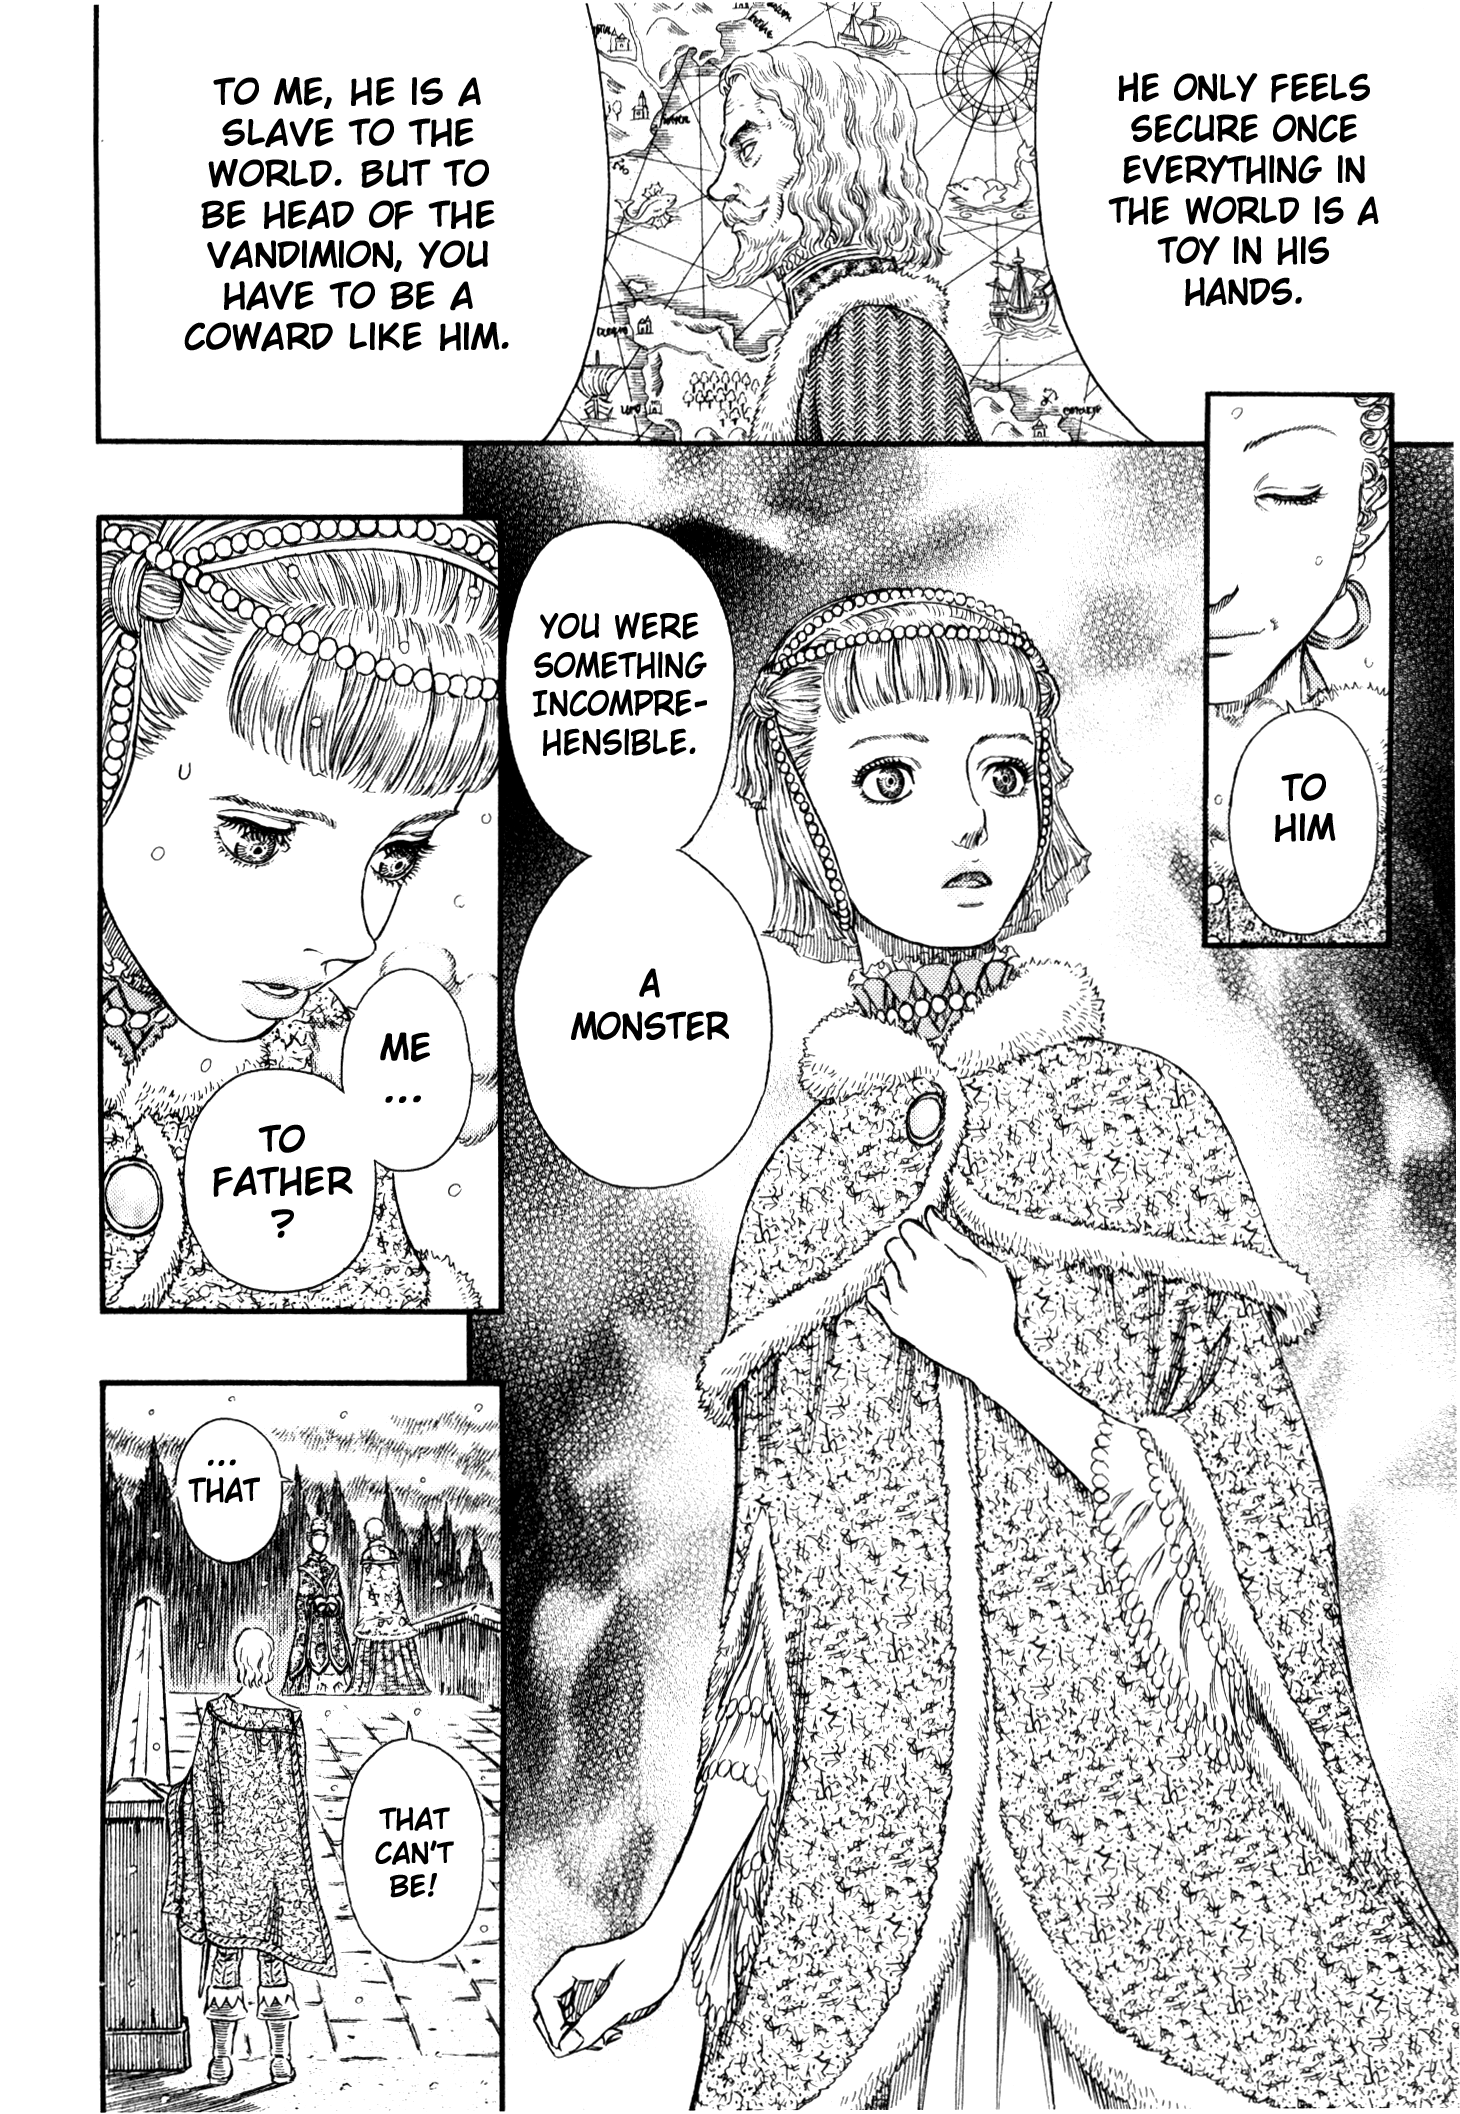 HE ONLY FEELS
SECURE ONCE
EVERYTHING IN
THE WORLD IS A
TOY IN HIS
HANDS.
TO ME, HE IS A
SLAVE TO THE
WORLD. BUT TO
BE HEAD OF THE
VANDIMION, YOU
HAVE TO BE A
COWARD LIKE HIM.
TO
HIM
YOU WERE
SOMETHING
INCOMPRE-
HENSIBLE.
A
MONSTER
ME
...
TO
FATHER
?
...
THAT
THAT
CAN'T
BE!